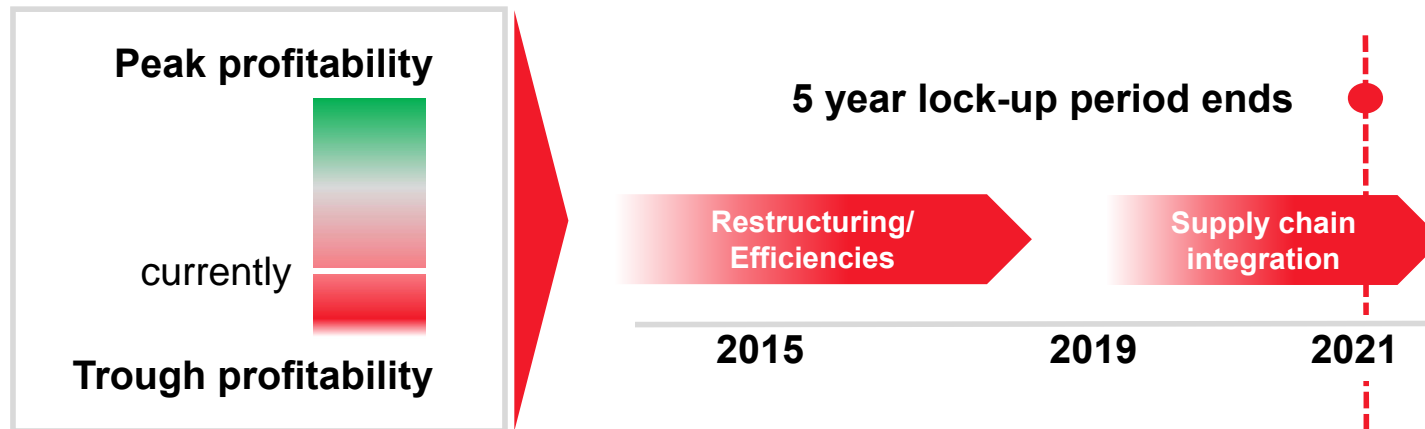 Peak profitability
currently
Trough profitability
5 year lock-up period ends
Restructuring/
Efficiencies
Supply chain
integration
2015
2019
2021